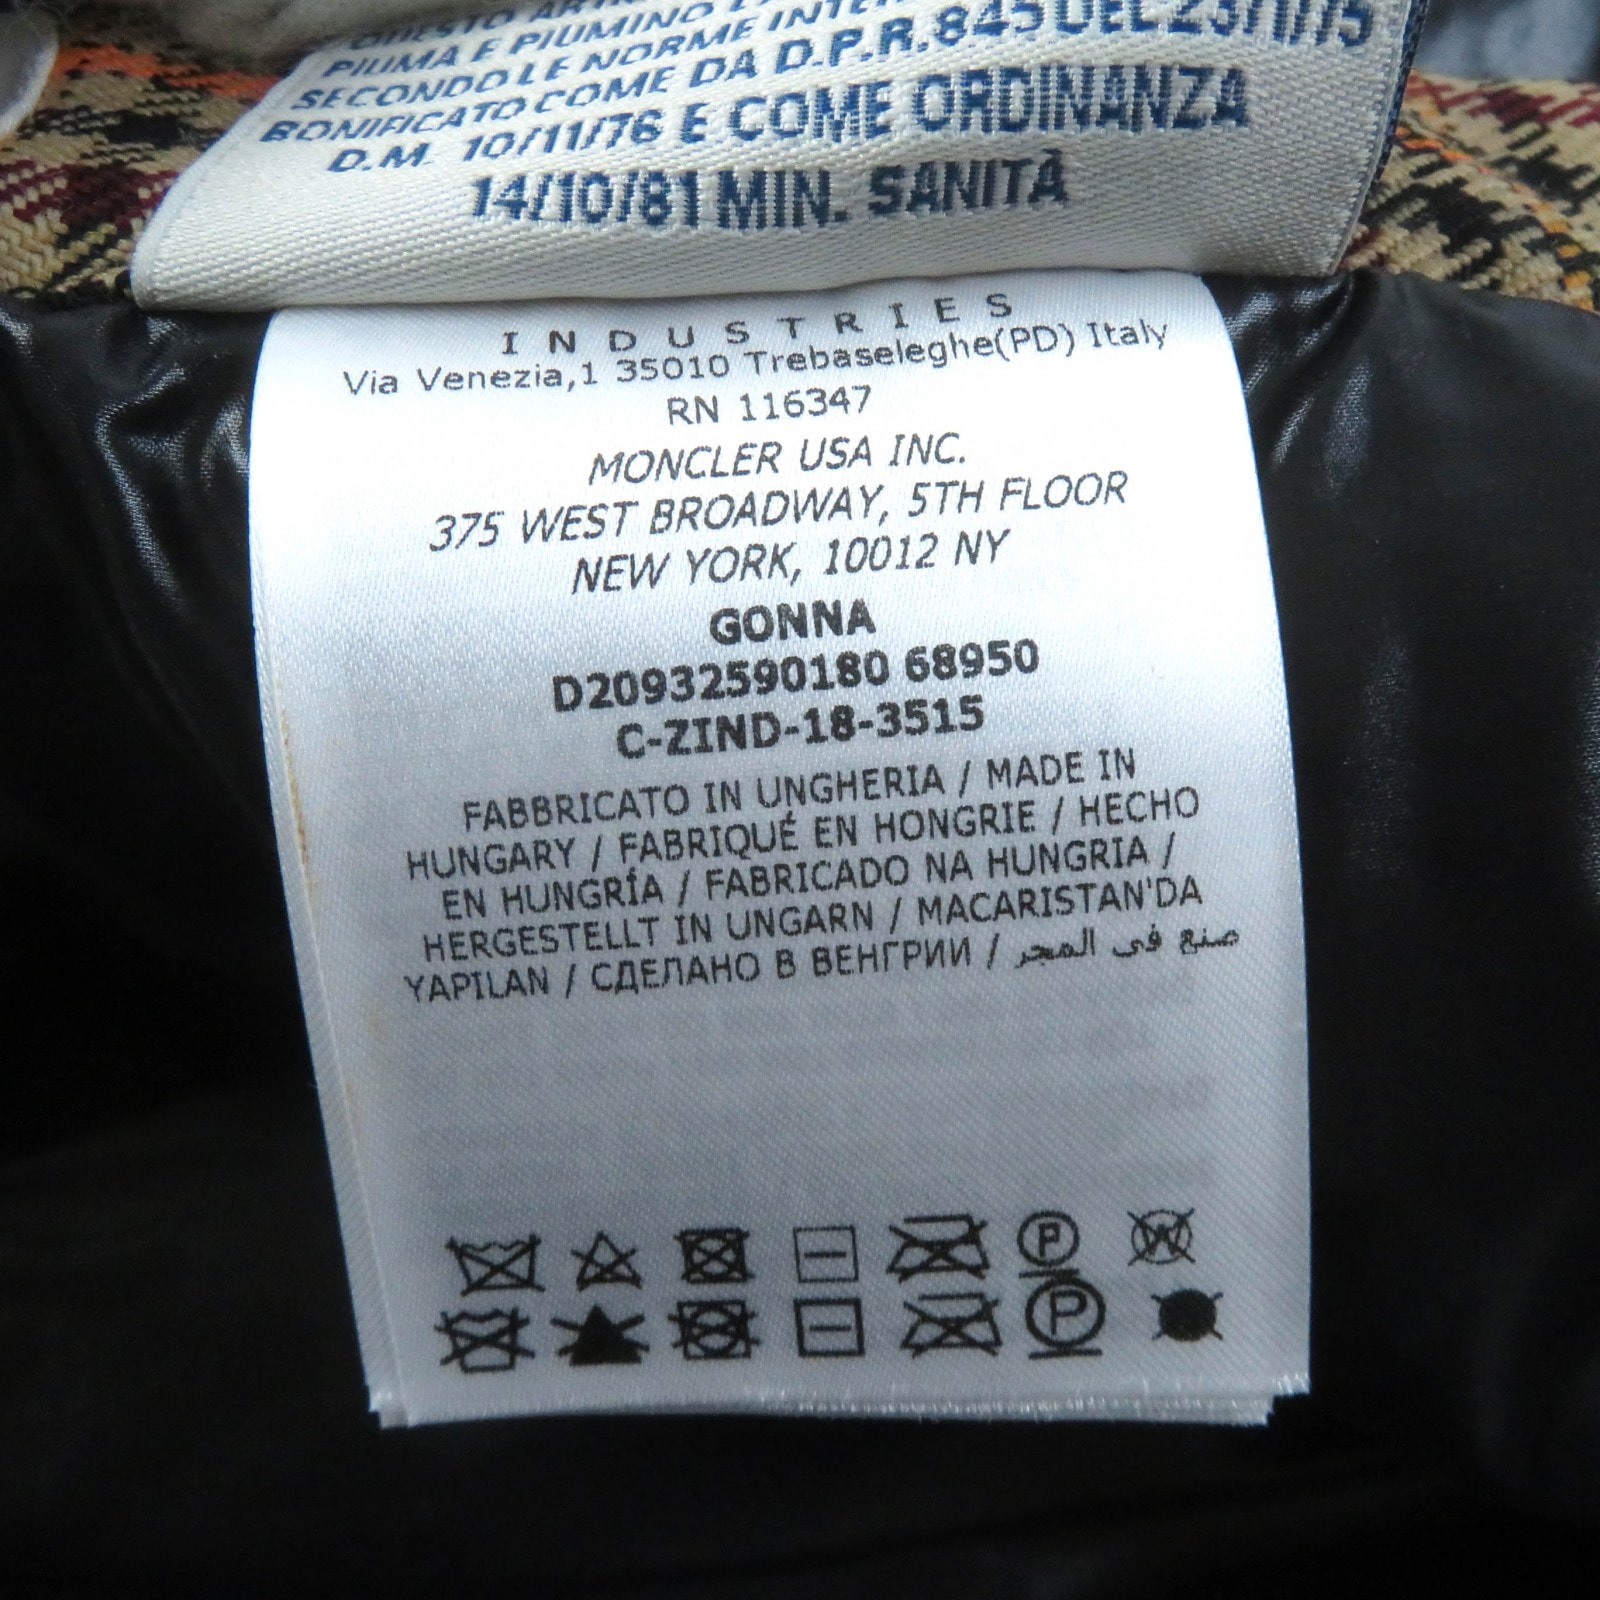 QUESTO
PIUMA E PIUMINO
SECONDO LE NORME
BONIFICATO COME DA D.P.R. 845 DEL 23/1/75
D.M. 10/11/76 E COME ORDINANZA
14/10/81 MIN. SANITÀ
INDUSTRIES
Via Venezia,1 35010 Trebaseleghe(PD) Italy
RN 116347
MONCLER USA INC.
375 WEST BROADWAY, 5TH FLOOR
NEW YORK, 10012 NY
GONNA
D20932590180 68950
C-ZIND-18-3515
FABBRICATO IN UNGHERIA / MADE IN
HUNGARY / FABRIQUÉ EN HONGRIE / HECHO
EN HUNGRÍA / FABRICADO NA HUNGRIA /
HERGESTELLT IN UNGARN / MACARISTAN'DA
YAPILAN / СДЕЛАНО В ВЕНГРИИ / صنع في المجر
P W
P